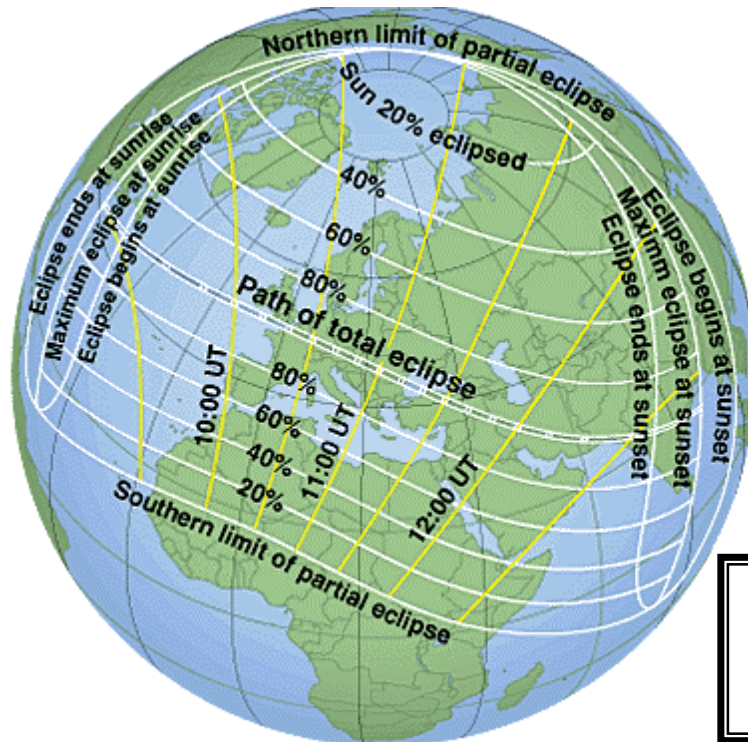 Northern limit of partial eclipse
Sun 20% eclipsed
40%
60%
80%
Path of total eclipse
80%
60%
40%
20%
Southern limit of partial eclipse
Eclipse ends at sunrise
Maximum eclipse at sunrise
Eclipse begins at sunrise
10:00 UT
11:00 UT
12:00 UT
Eclipse begins at sunset
Maximm eclipse at sunset
Eclipse ends at sunset